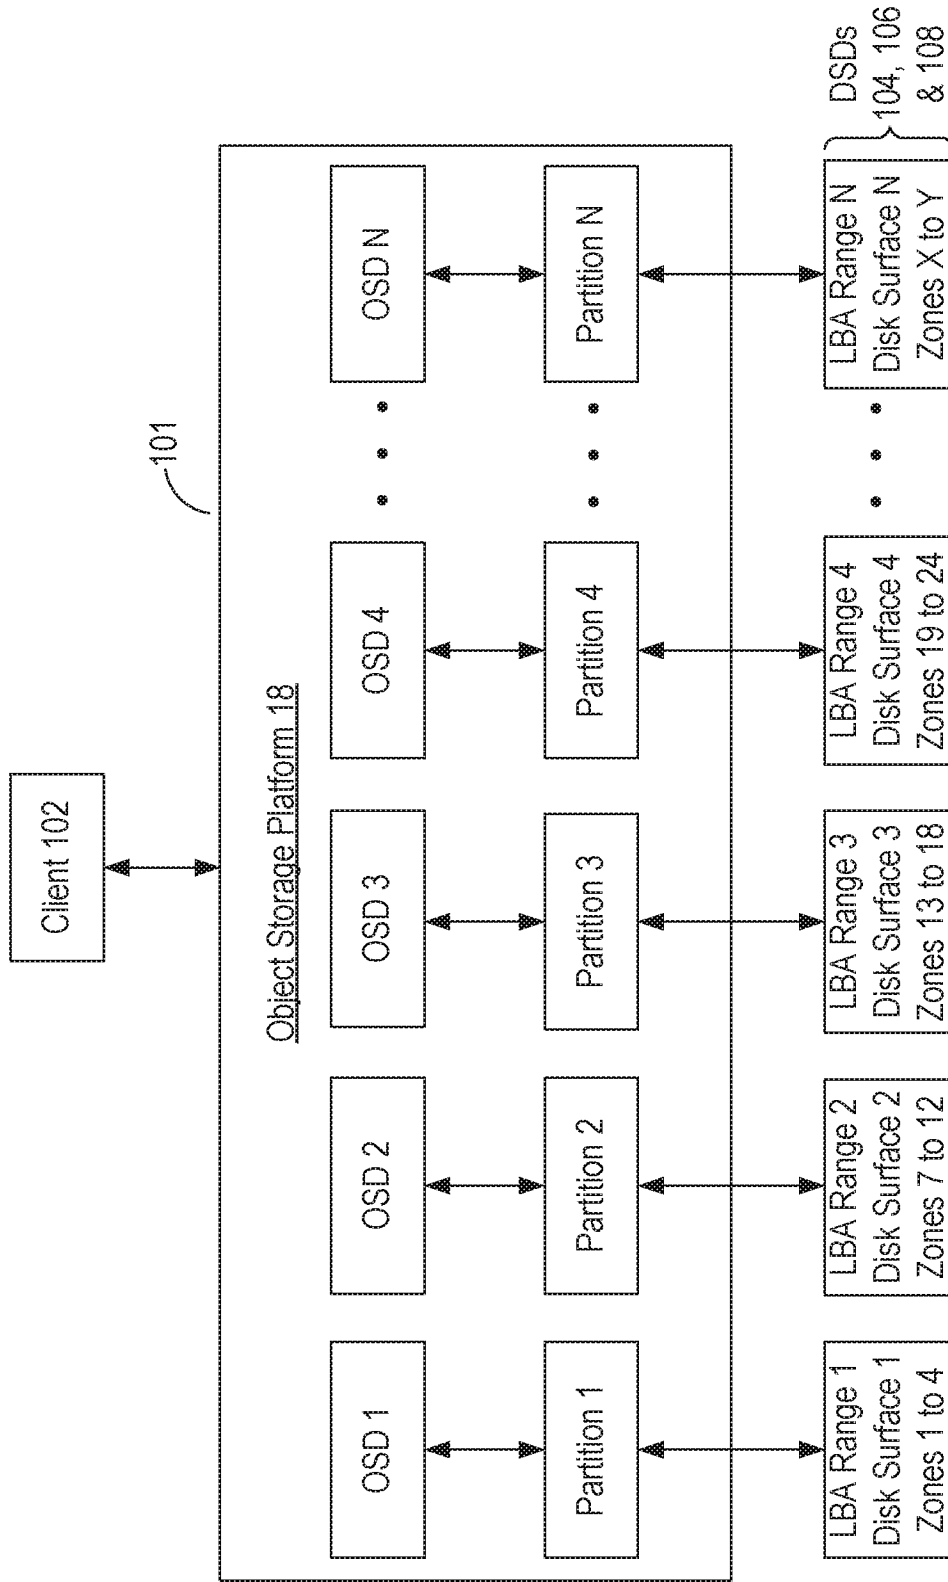 Client 102
101
Object Storage Platform 18
OSD 1
OSD 2
OSD 3
OSD 4
OSD N
Partition 1
Partition 2
Partition 3
Partition 4
Partition N
LBA Range 1
Disk Surface 1
Zones 1 to 4
LBA Range 2
Disk Surface 2
Zones 7 to 12
LBA Range 3
Disk Surface 3
Zones 13 to 18
LBA Range 4
Disk Surface 4
Zones 19 to 24
LBA Range N
Disk Surface N
Zones X to Y
DSDs
104, 106
& 108